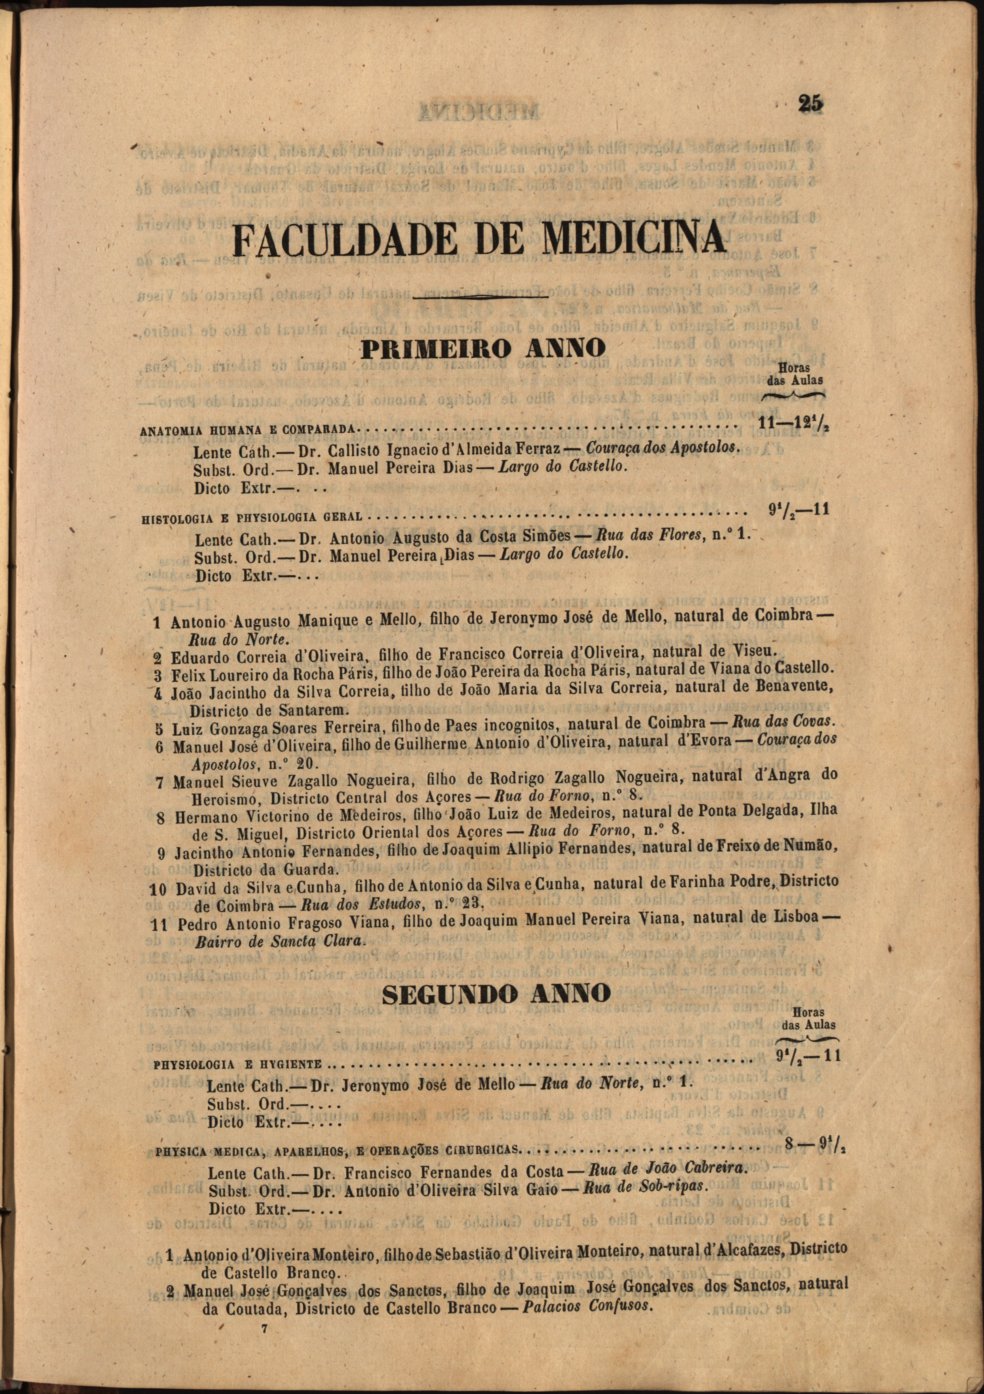 25
FACULDADE DE MEDICINA
PRIMEIRO ANNO
Horas
das Aulas
ANATOMIA HUMANA E COMPARADA. . . . . . . . . . . . . . . . . . . . 11—12 1/2
Lente Cath.— Dr. Callisto Ignacio d'Almeida Ferraz — Couraça dos Apostolos.
Subst. Ord.— Dr. Manuel Pereira Dias — Largo do Castello.
Dicto Extr.—. . .
HISTOLOGIA E PHYSIOLOGIA GERAL . . . . . . . . . . . . . . . . . . . . 9 1/2—11
Lente Cath.— Dr. Antonio Augusto da Costa Simões — Rua das Flores, n.º 1.
Subst. Ord.— Dr. Manuel Pereira Dias — Largo do Castello.
Dicto Extr.—. . .
1 Antonio Augusto Manique e Mello, filho de Jeronymo José de Mello, natural de Coimbra —
Rua do Norte.
2 Eduardo Correia d'Oliveira, filho de Francisco Correia d'Oliveira, natural de Viseu.
3 Felix Loureiro da Rocha Páris, filho de João Pereira da Rocha Páris, natural de Viana do Castello.
4 João Jacintho da Silva Correia, filho de João Maria da Silva Correia, natural de Benavente,
Districto de Santarem.
5 Luiz Gonzaga Soares Ferreira, filho de Paes incognitos, natural de Coimbra — Rua das Covas.
6 Manuel José d'Oliveira, filho de Guilherme Antonio d'Oliveira, natural d'Evora — Couraça dos
Apostolos, n.º 20.
7 Manuel Sieuve Zagallo Nogueira, filho de Rodrigo Zagallo Nogueira, natural d'Angra do
Heroismo, Districto Central dos Açores — Rua do Forno, n.º 8.
8 Hermano Victorino de Medeiros, filho João Luiz de Medeiros, natural de Ponta Delgada, Ilha
de S. Miguel, Districto Oriental dos Açores — Rua do Forno, n.º 8.
9 Jacintho Antonio Fernandes, filho de Joaquim Allipio Fernandes, natural de Freixo de Numão,
Districto da Guarda.
10 David da Silva e Cunha, filho de Antonio da Silva e Cunha, natural de Farinha Podre, Districto
de Coimbra — Rua dos Estudos, n.º 23.
11 Pedro Antonio Fragoso Viana, filho de Joaquim Manuel Pereira Viana, natural de Lisboa —
Bairro de Sancta Clara.
SEGUNDO ANNO
Horas
das Aulas
PHYSIOLOGIA E HYGIENTE . . . . . . . . . . . . . . . . . . . . 9 1/2—11
Lente Cath.— Dr. Jeronymo José de Mello — Rua do Norte, n.º 1.
Subst. Ord.—. . . .
Dicto Extr.—. . . .
PHYSICA MEDICA, APARELHOS, E OPERAÇÕES CIRURGICAS. . . . . . . . . . . . . . . . . . . . 8—9 1/2
Lente Cath.— Dr. Francisco Fernandes da Costa — Rua de João Cabreira.
Subst. Ord.— Dr. Antonio d'Oliveira Silva Gaio — Rua de Sob-ripas.
Dicto Extr.—. . . .
1 Antonio d'Oliveira Monteiro, filho de Sebastião d'Oliveira Monteiro, natural d'Alcafazes, Districto
de Castello Branco.
2 Manuel José Gonçalves dos Sanctos, filho de Joaquim José Gonçalves dos Sanctos, natural
da Coutada, Districto de Castello Branco — Palacios Confusos.
7